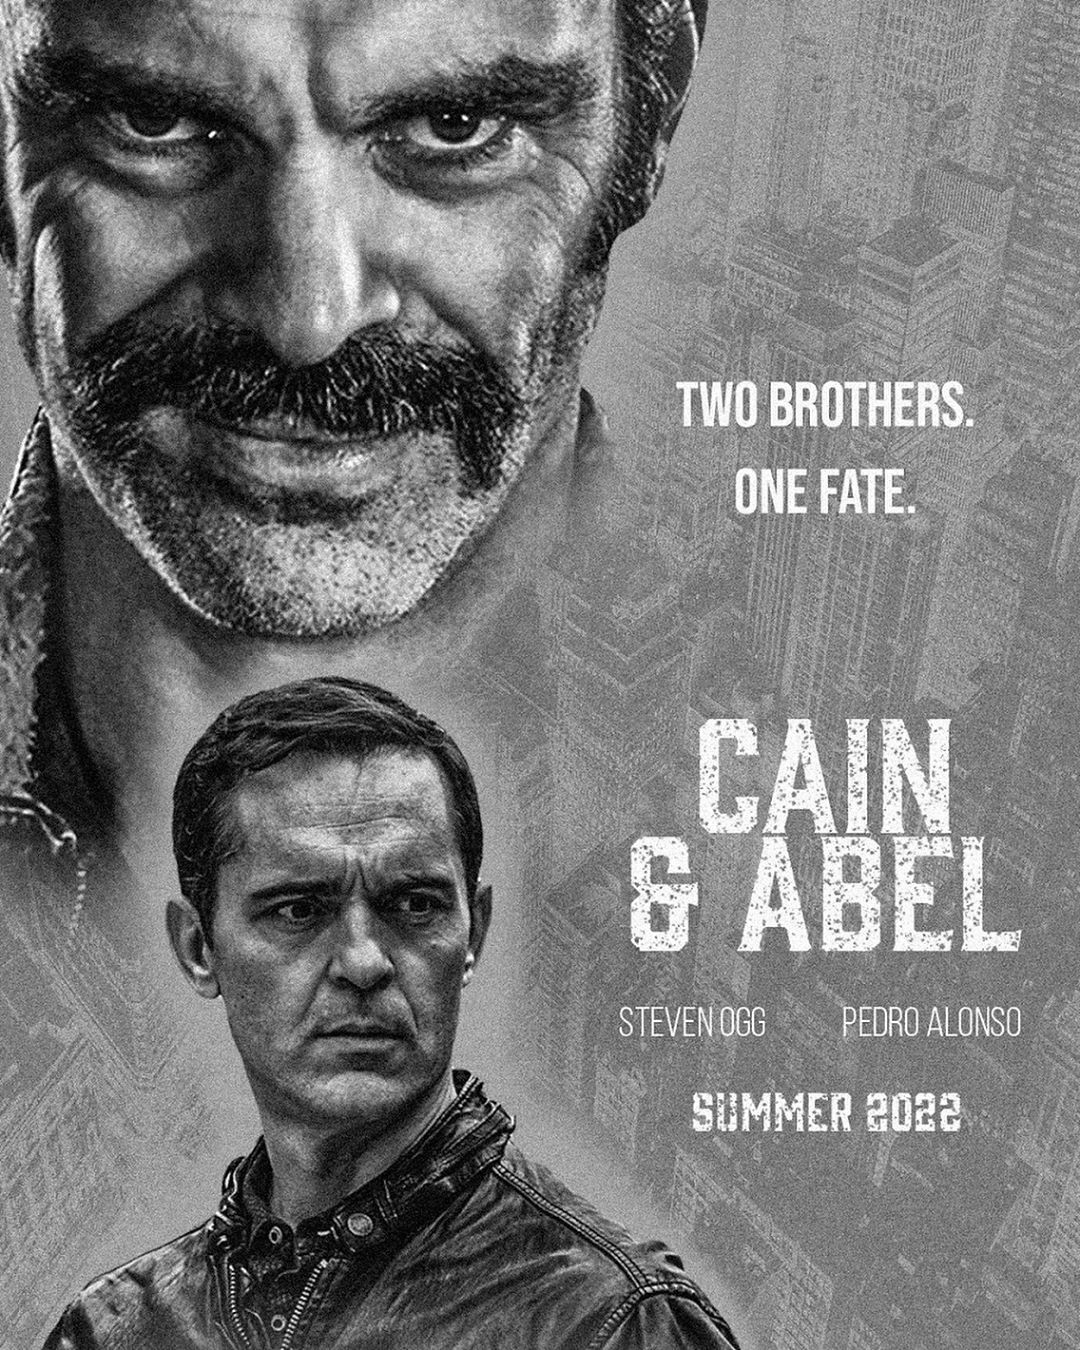 TWO BROTHERS.
ONE FATE.
CAIN
& ABEL
STEVEN OGG PEDRO ALONSO
SUMMER 2022